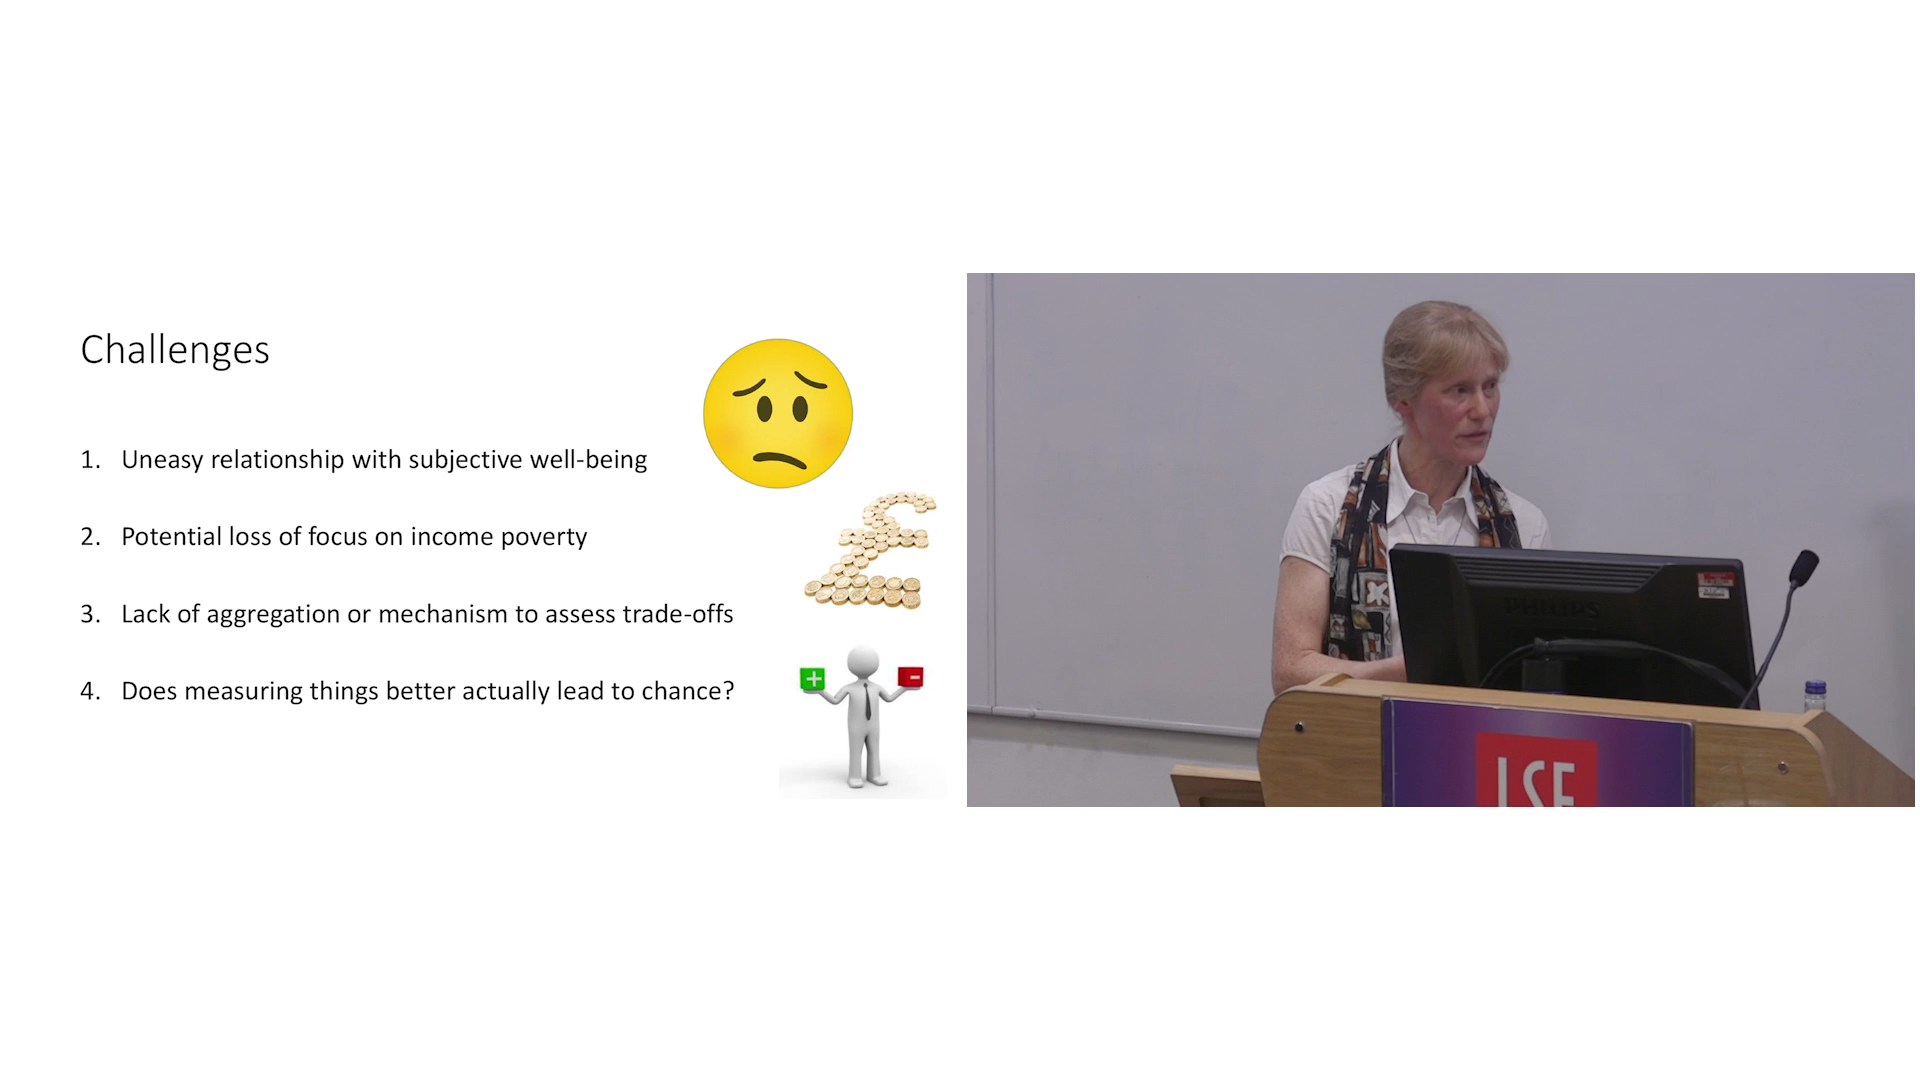 Challenges
1. Uneasy relationship with subjective well-being
2. Potential loss of focus on income poverty
3. Lack of aggregation or mechanism to assess trade-offs
4. Does measuring things better actually lead to chance?
PHILIPS
LSE